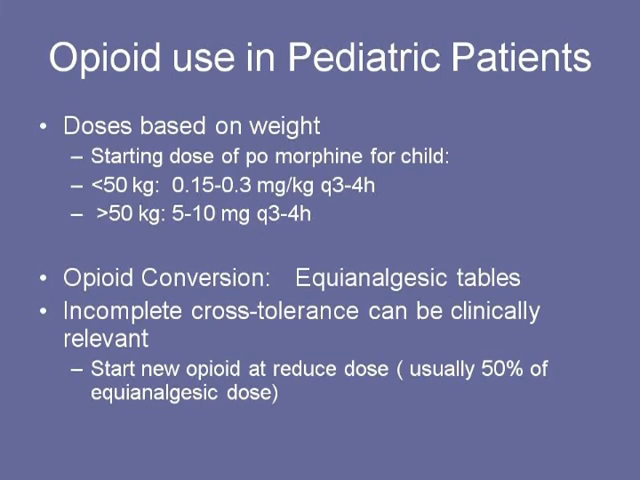 Opioid use in Pediatric Patients
• Doses based on weight
– Starting dose of po morphine for child:
– <50 kg: 0.15-0.3 mg/kg q3-4h
– >50 kg: 5-10 mg q3-4h
• Opioid Conversion: Equianalgesic tables
• Incomplete cross-tolerance can be clinically
relevant
– Start new opioid at reduce dose ( usually 50% of
equianalgesic dose)